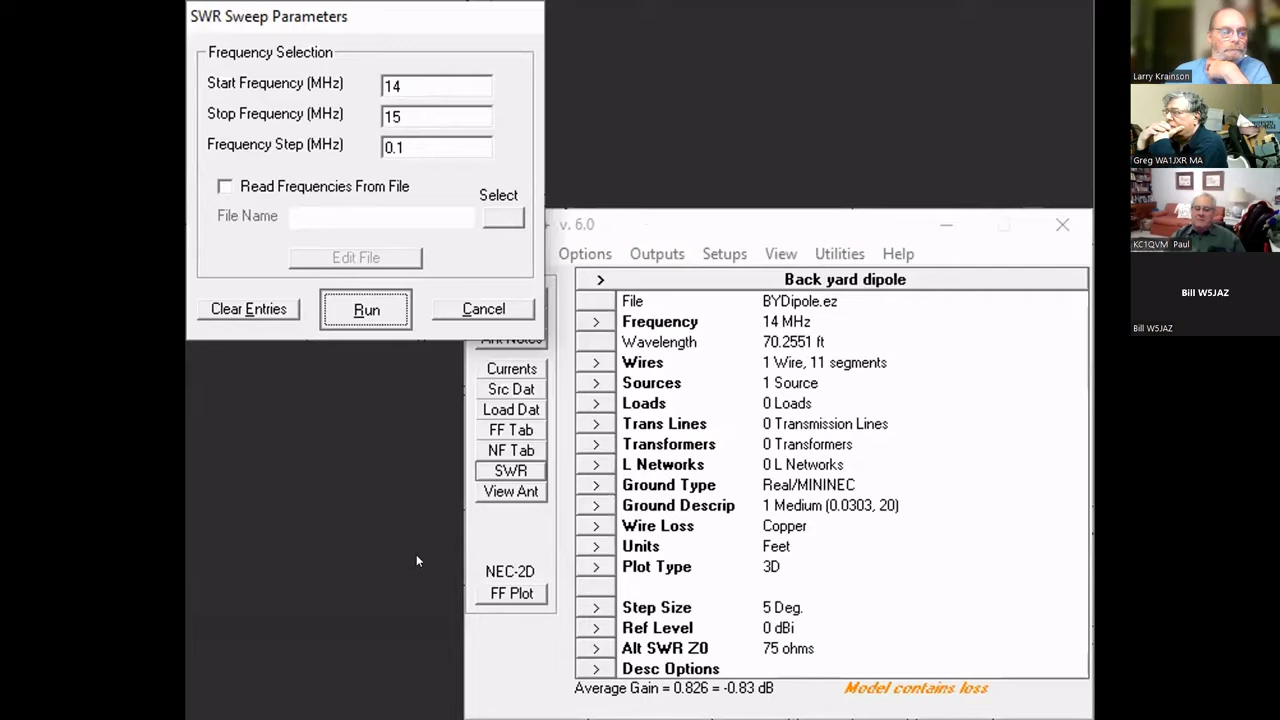 SWR Sweep Parameters
Frequency Selection
Start Frequency (MHz) 14
Stop Frequency (MHz) 15
Frequency Step (MHz) 0.1
Read Frequencies From File
Select
File Name
Edit File
Clear Entries Run Cancel
v. 6.0
Options Outputs Setups View Utilities Help
> Back yard dipole
File BYDipole.ez
> Frequency 14 MHz
Wavelength 70.2551 ft
> Wires 1 Wire, 11 segments
> Sources 1 Source
> Loads 0 Loads
> Trans Lines 0 Transmission Lines
> Transformers 0 Transformers
> L Networks 0 L Networks
> Ground Type Real/MININEC
> Ground Descrip 1 Medium (0.0303, 20)
> Wire Loss Copper
> Units Feet
> Plot Type 3D
> Step Size 5 Deg.
> Ref Level 0 dBi
> Alt SWR Z0 75 ohms
> Desc Options
Average Gain = 0.826 = -0.83 dB
Model contains loss
Ant Notes
Currents
Src Dat
Load Dat
FF Tab
NF Tab
SWR
View Ant
NEC-2D
FF Plot
Larry Krainson
Greg WA1JXR MA
KC1QVM Paul
Bill W5JAZ
Bill W5JAZ